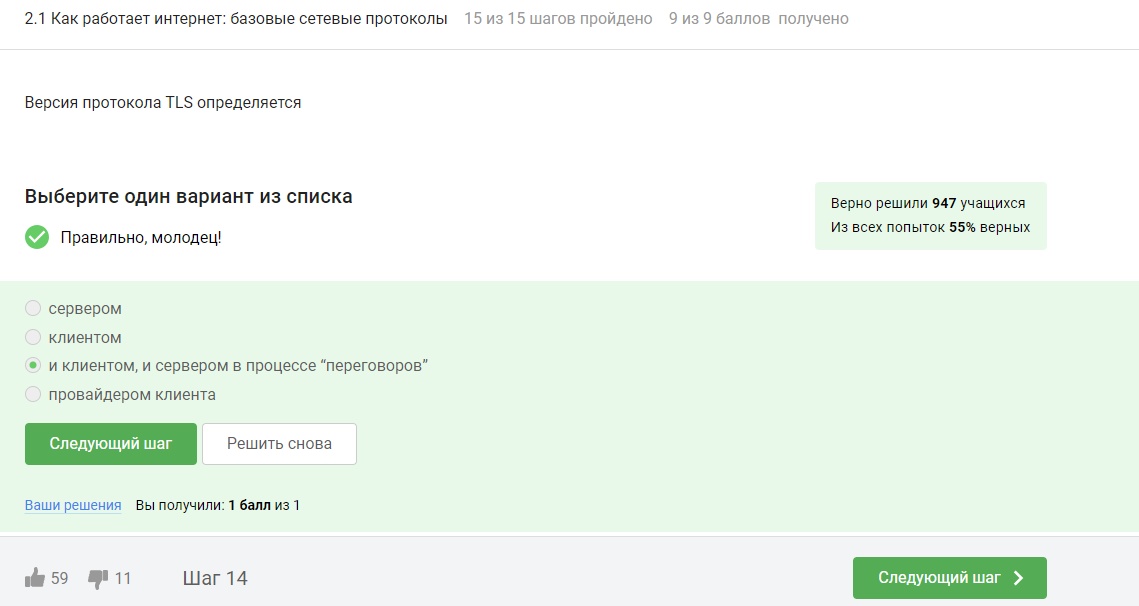 2.1 Как работает интернет: базовые сетевые протоколы 15 из 15 шагов пройдено 9 из 9 баллов получено
Версия протокола TLS определяется
Выберите один вариант из списка
Правильно, молодец!
Верно решили 947 учащихся
Из всех попыток 55% верных
сервером
клиентом
и клиентом, и сервером в процессе “переговоров”
провайдером клиента
Следующий шаг Решить снова
Ваши решения Вы получили: 1 балл из 1
59 11 Шаг 14 Следующий шаг